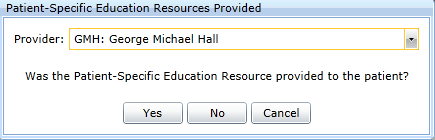 Patient-Specific Education Resources Provided
Provider: GMH: George Michael Hall
Was the Patient-Specific Education Resource provided to the patient?
Yes No Cancel